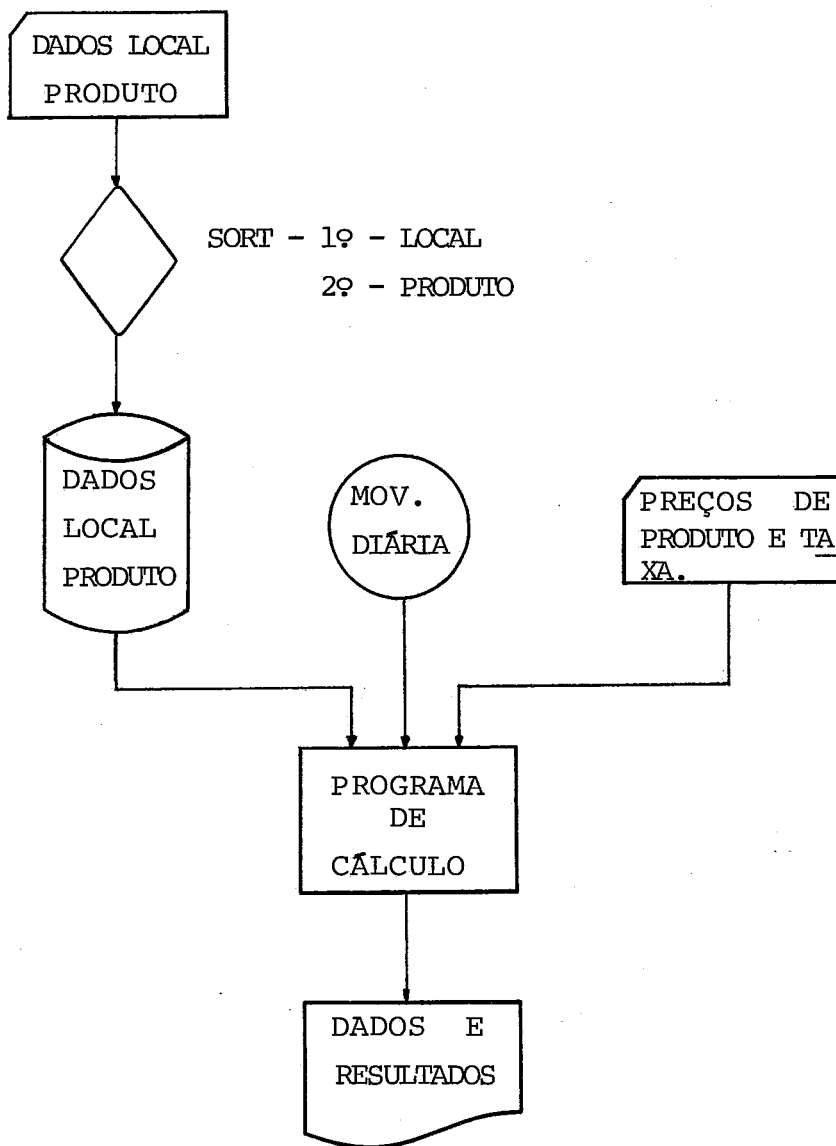 DADOS LOCAL
PRODUTO
SORT - 1º - LOCAL
2º - PRODUTO
DADOS
LOCAL
PRODUTO
MOV.
DIÁRIA
PREÇOS DE
PRODUTO E TA
XA.
PROGRAMA
DE
CÁLCULO
DADOS E
RESULTADOS